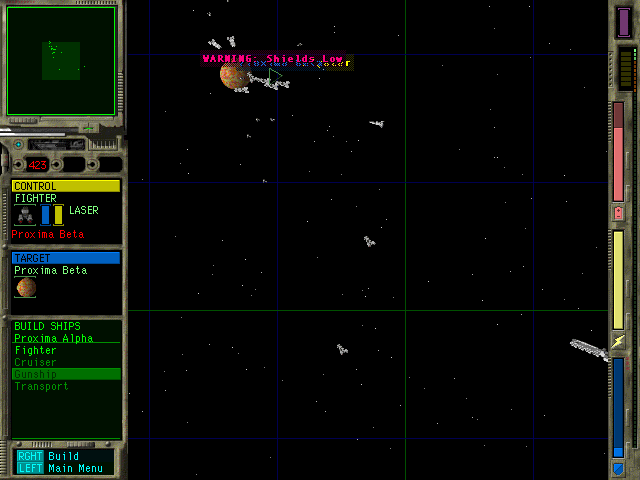 WARNING: Shields Low
423
CONTROL
FIGHTER
LASER
Proxima Beta
TARGET
Proxima Beta
BUILD SHIPS
Proxima Alpha
Fighter
Cruiser
Gunship
Transport
RGHT Build
LEFT Main Menu